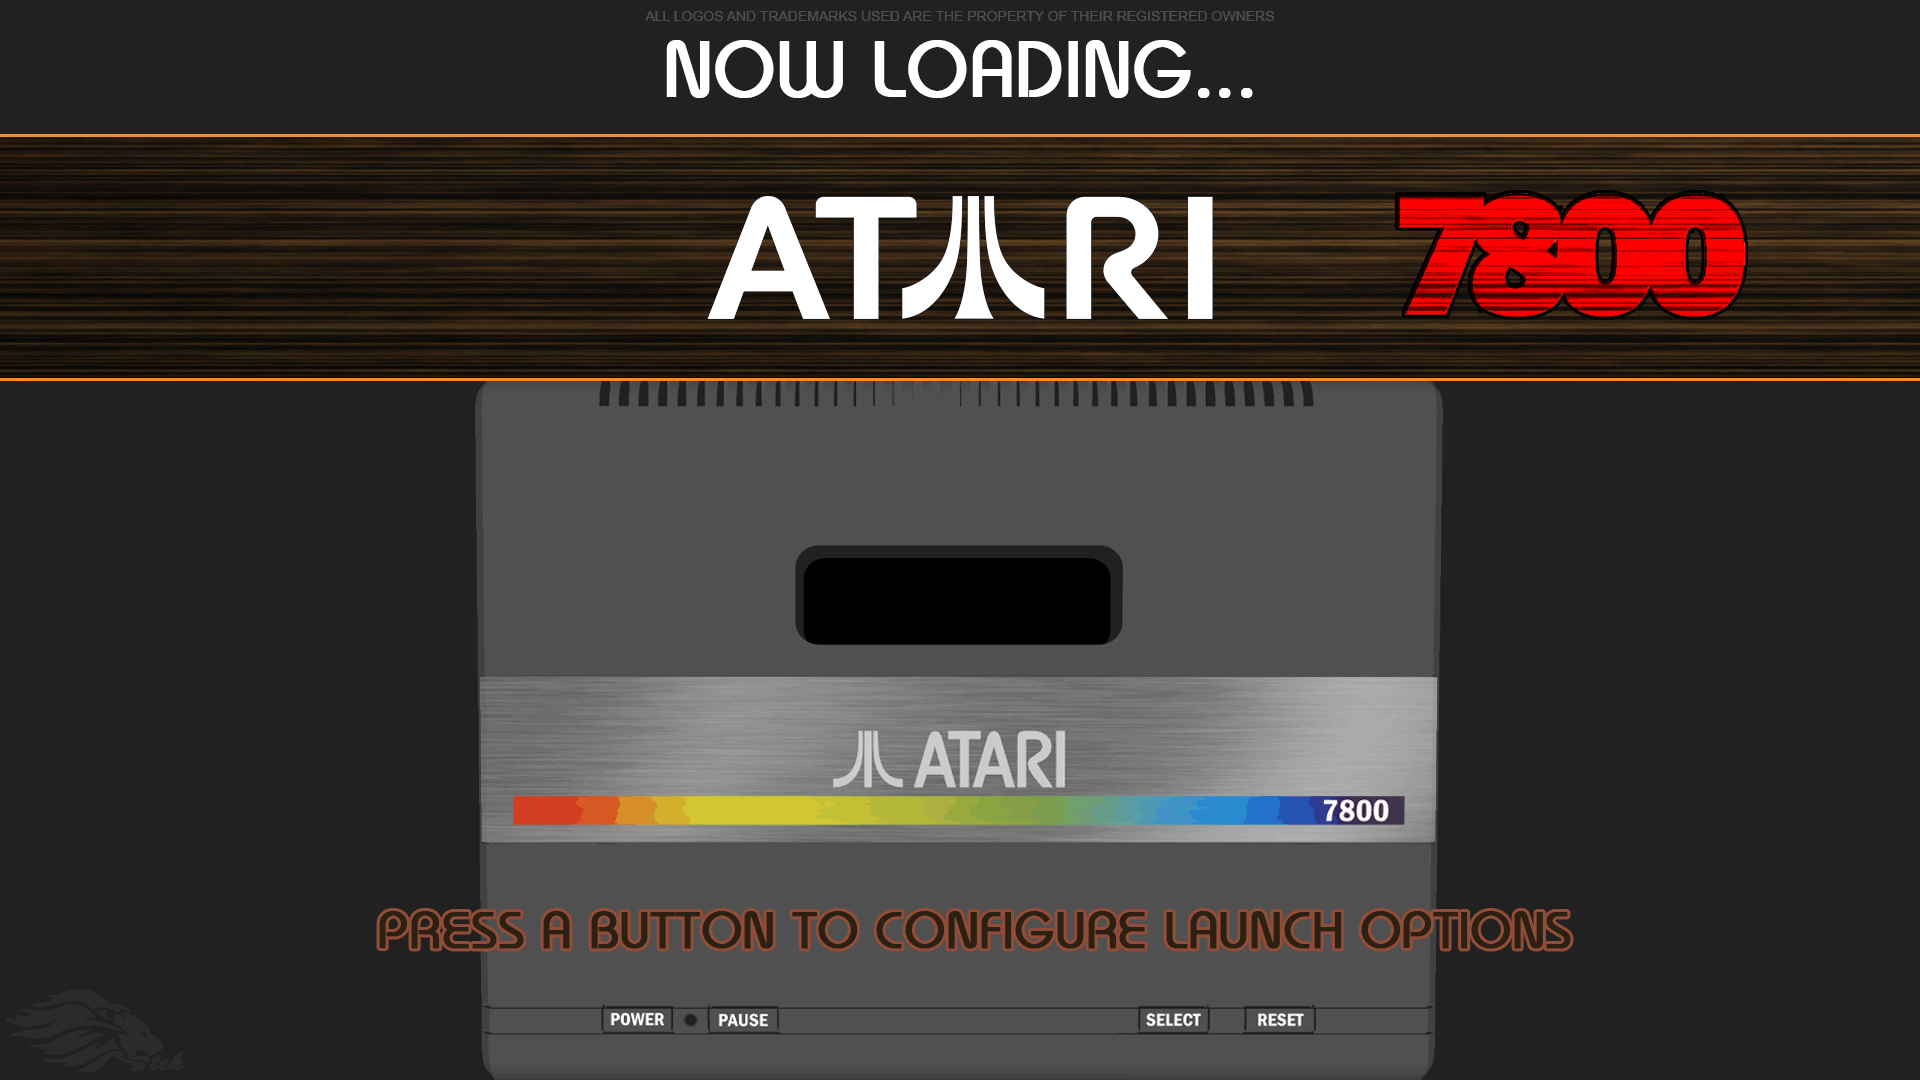 ALL LOGOS AND TRADEMARKS USED ARE THE PROPERTY OF THEIR REGISTERED OWNERS
NOW LOADING...
ATARI 7800
ATARI
7800
PRESS A BUTTON TO CONFIGURE LAUNCH OPTIONS
POWER PAUSE SELECT RESET